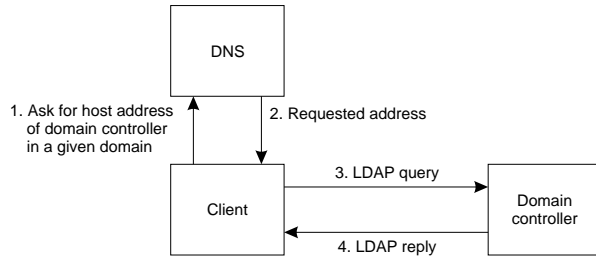 DNS
1. Ask for host address
of domain controller
in a given domain
2. Requested address
3. LDAP query
Client
Domain
controller
4. LDAP reply